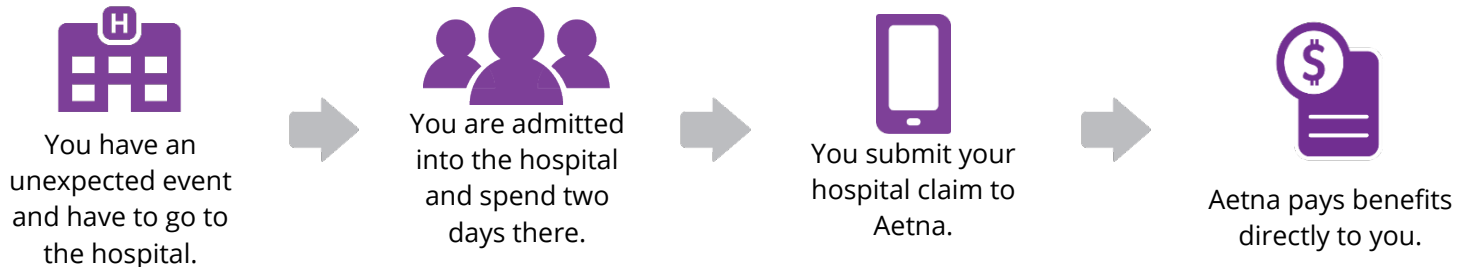 H
You have an
unexpected event
and have to go to
the hospital.
You are admitted
into the hospital
and spend two
days there.
You submit your
hospital claim to
Aetna.
$
Aetna pays benefits
directly to you.